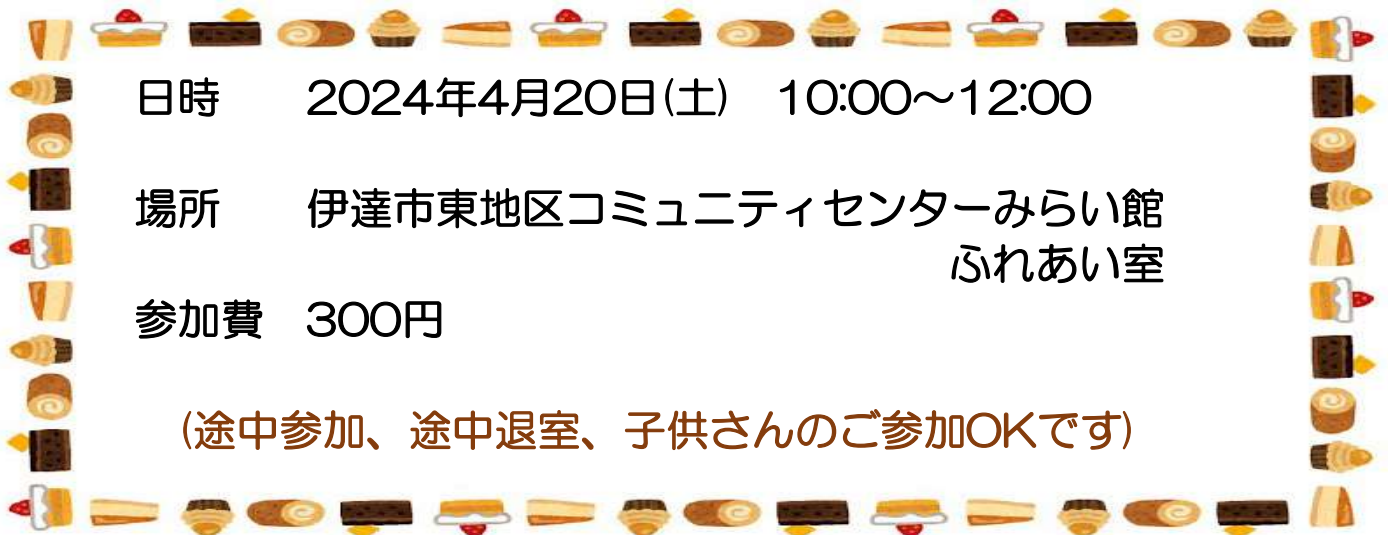 日時　　2024年4月20日(土)　10:00～12:00
場所　　伊達市東地区コミュニティセンターみらい館
ふれあい室
参加費　300円
(途中参加、途中退室、子供さんのご参加OKです)